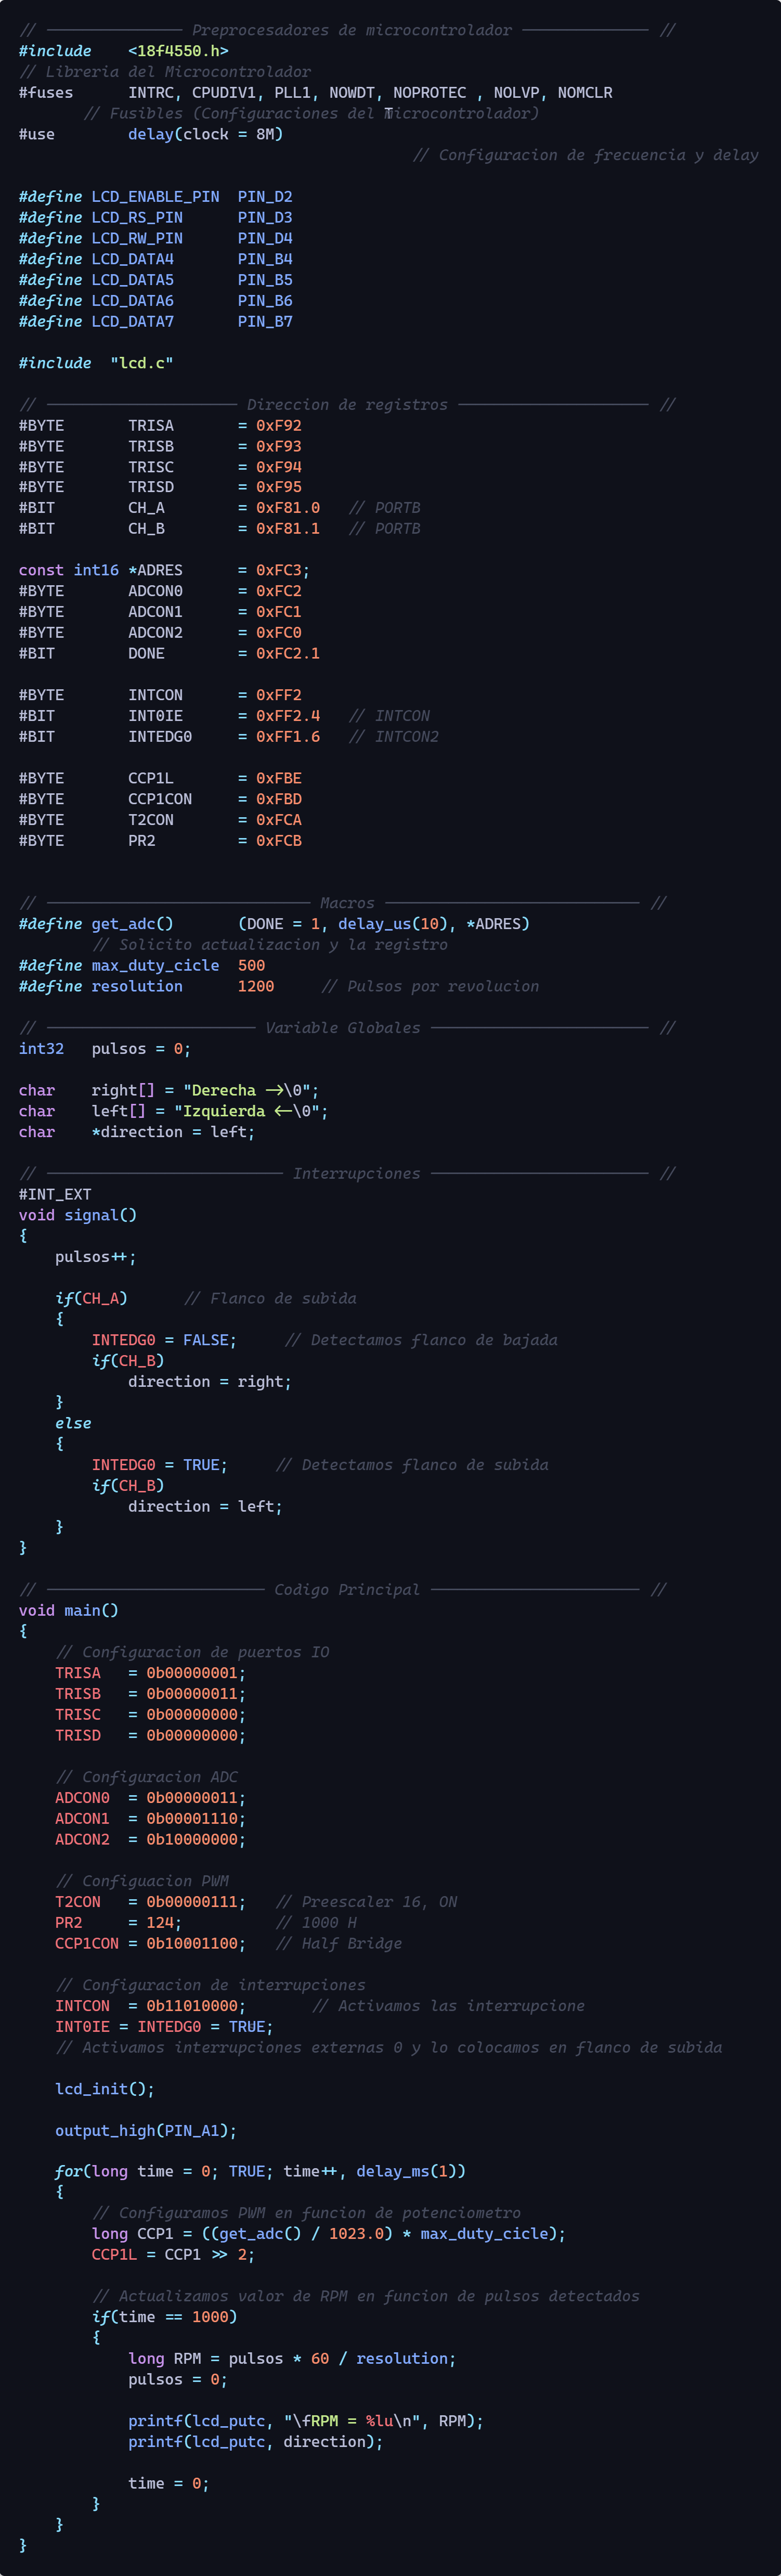 // ─────────────── Preprocesadores de microcontrolador ────────────── //
#include    <18f4550.h>
// Libreria del Microcontrolador
#fuses      INTRC, CPUDIV1, PLL1, NOWDT, NOPROTEC , NOLVP, NOMCLR
// Fusibles (Configuraciones del Microcontrolador)
#use        delay(clock = 8M)
// Configuracion de frecuencia y delay
#define LCD_ENABLE_PIN  PIN_D2
#define LCD_RS_PIN      PIN_D3
#define LCD_RW_PIN      PIN_D4
#define LCD_DATA4       PIN_B4
#define LCD_DATA5       PIN_B5
#define LCD_DATA6       PIN_B6
#define LCD_DATA7       PIN_B7
#include  "lcd.c"
// ───────────────────── Direccion de registros ───────────────────── //
#BYTE       TRISA       = 0xF92
#BYTE       TRISB       = 0xF93
#BYTE       TRISC       = 0xF94
#BYTE       TRISD       = 0xF95
#BIT        CH_A        = 0xF81.0   // PORTB
#BIT        CH_B        = 0xF81.1   // PORTB
const int16 *ADRES      = 0xFC3;
#BYTE       ADCON0      = 0xFC2
#BYTE       ADCON1      = 0xFC1
#BYTE       ADCON2      = 0xFC0
#BIT        DONE        = 0xFC2.1
#BYTE       INTCON      = 0xFF2
#BIT        INT0IE      = 0xFF2.4   // INTCON
#BIT        INTEDG0     = 0xFF1.6   // INTCON2
#BYTE       CCP1L       = 0xFBE
#BYTE       CCP1CON     = 0xFBD
#BYTE       T2CON       = 0xFCA
#BYTE       PR2         = 0xFCB
// ───────────────────────────── Macros ──────────────────────────── //
#define get_adc()       (DONE = 1, delay_us(10), *ADRES)
// Solicito actualizacion y la registro
#define max_duty_cicle  500
#define resolution      1200     // Pulsos por revolucion
// ─────────────────────── Variable Globales ──────────────────────── //
int32   pulsos = 0;
char    right[] = "Derecha ->\0";
char    left[] = "Izquierda <-\0";
char    *direction = left;
// ────────────────────────── Interrupciones ──────────────────────── //
#INT_EXT
void signal()
{
    pulsos++;
    if(CH_A)      // Flanco de subida
    {
        INTEDG0 = FALSE;     // Detectamos flanco de bajada
        if(CH_B)
            direction = right;
    }
    else
    {
        INTEDG0 = TRUE;     // Detectamos flanco de subida
        if(CH_B)
            direction = left;
    }
}
// ──────────────────────── Codigo Principal ─────────────────────── //
void main()
{
    // Configuracion de puertos IO
    TRISA   = 0b00000001;
    TRISB   = 0b00000011;
    TRISC   = 0b00000000;
    TRISD   = 0b00000000;
    // Configuracion ADC
    ADCON0  = 0b00000011;
    ADCON1  = 0b00001110;
    ADCON2  = 0b10000000;
    // Configuacion PWM
    T2CON   = 0b00000111;   // Preescaler 16, ON
    PR2     = 124;          // 1000 H
    CCP1CON = 0b10001100;   // Half Bridge
    // Configuracion de interrupciones
    INTCON  = 0b11010000;       // Activamos las interrupcione
    INT0IE = INTEDG0 = TRUE;
    // Activamos interrupciones externas 0 y lo colocamos en flanco de subida
    lcd_init();
    output_high(PIN_A1);
    for(long time = 0; TRUE; time++, delay_ms(1))
    {
        // Configuramos PWM en funcion de potenciometro
        long CCP1 = ((get_adc() / 1023.0) * max_duty_cicle);
        CCP1L = CCP1 >> 2;
        // Actualizamos valor de RPM en funcion de pulsos detectados
        if(time == 1000)
        {
            long RPM = pulsos * 60 / resolution;
            pulsos = 0;
            printf(lcd_putc, "\fRPM = %lu\n", RPM);
            printf(lcd_putc, direction);
            time = 0;
        }
    }
}